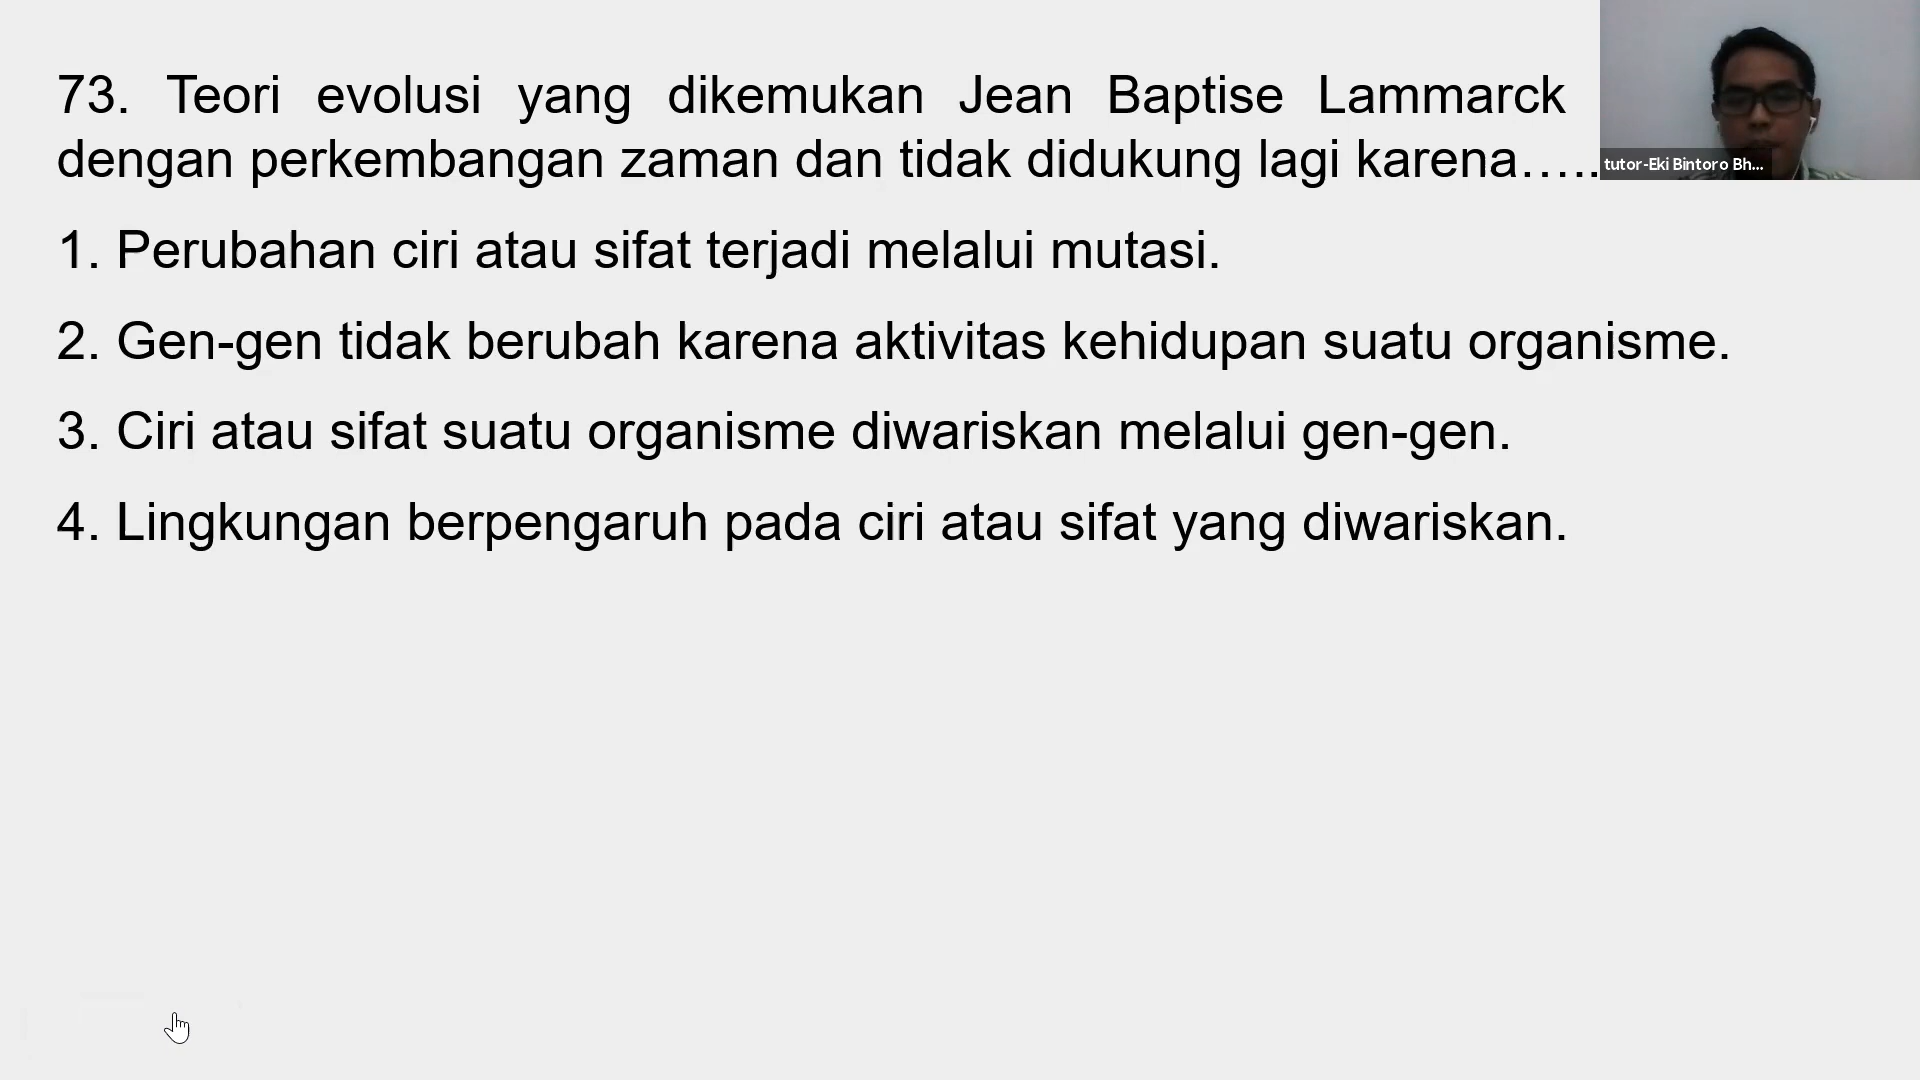 73. Teori evolusi yang dikemukan Jean Baptise Lammarck
dengan perkembangan zaman dan tidak didukung lagi karena…..
1. Perubahan ciri atau sifat terjadi melalui mutasi.
2. Gen-gen tidak berubah karena aktivitas kehidupan suatu organisme.
3. Ciri atau sifat suatu organisme diwariskan melalui gen-gen.
4. Lingkungan berpengaruh pada ciri atau sifat yang diwariskan.
tutor-Eki Bintoro Bh...